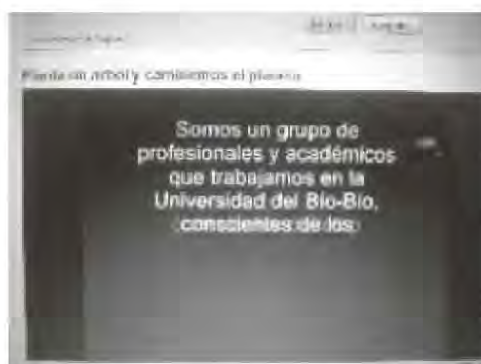 un árbol y cambiemos el planeta
Somos un grupo de
profesionales y académicos
que trabajamos en la
Universidad del Bío-Bío,
conscientes de los